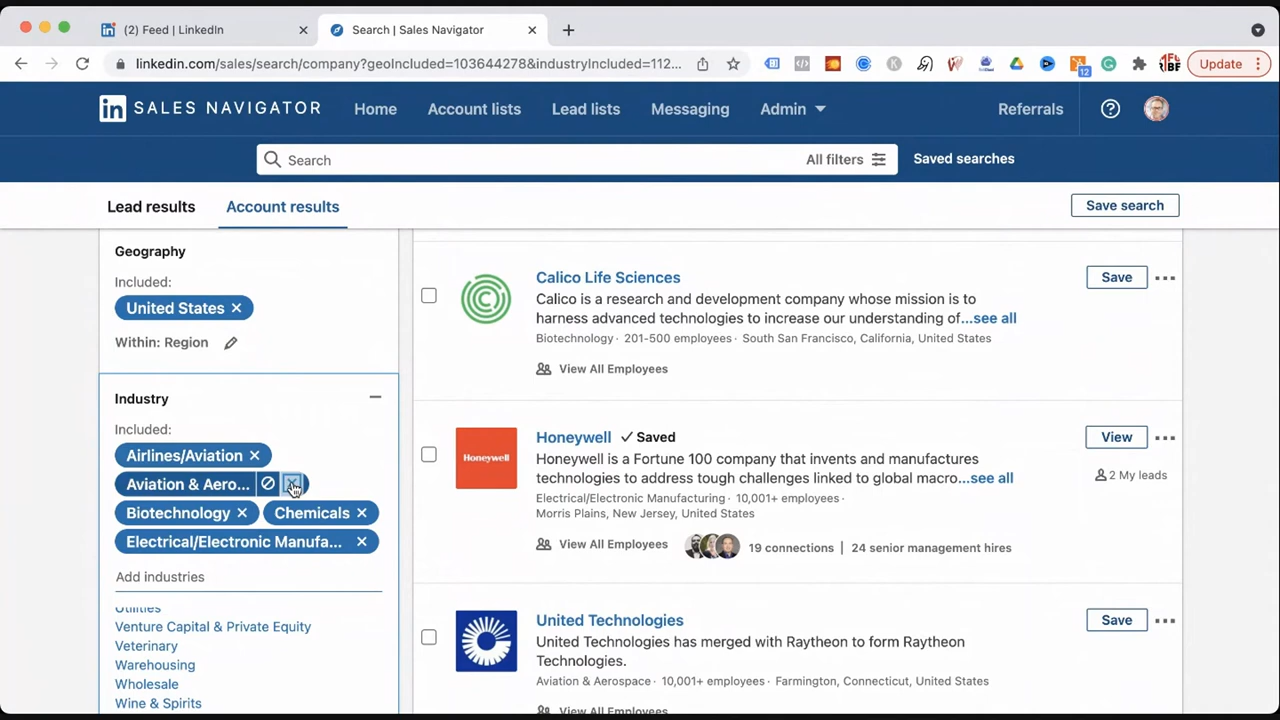 (2) Feed | LinkedIn
Search | Sales Navigator
linkedin.com/sales/search/company?geoIncluded=103644278&industryIncluded=112...
12
Update
in SALES NAVIGATOR
Home
Account lists
Lead lists
Messaging
Admin
Referrals
Search
All filters
Saved searches
Lead results
Account results
Save search
Geography
Included:
United States
Within: Region
Industry
Included:
Airlines/Aviation
Aviation & Aero...
Biotechnology
Chemicals
Electrical/Electronic Manufa...
Add industries
Utilities
Venture Capital & Private Equity
Veterinary
Warehousing
Wholesale
Wine & Spirits
Calico Life Sciences
Save
Calico is a research and development company whose mission is to
harness advanced technologies to increase our understanding of...see all
Biotechnology · 201-500 employees · South San Francisco, California, United States
View All Employees
Honeywell
Honeywell ✓ Saved
View
Honeywell is a Fortune 100 company that invents and manufactures
technologies to address tough challenges linked to global macro...see all
2 My leads
Electrical/Electronic Manufacturing · 10,001+ employees ·
Morris Plains, New Jersey, United States
View All Employees
19 connections | 24 senior management hires
United Technologies
Save
United Technologies has merged with Raytheon to form Raytheon
Technologies.
Aviation & Aerospace · 10,001+ employees · Farmington, Connecticut, United States
View All Employees